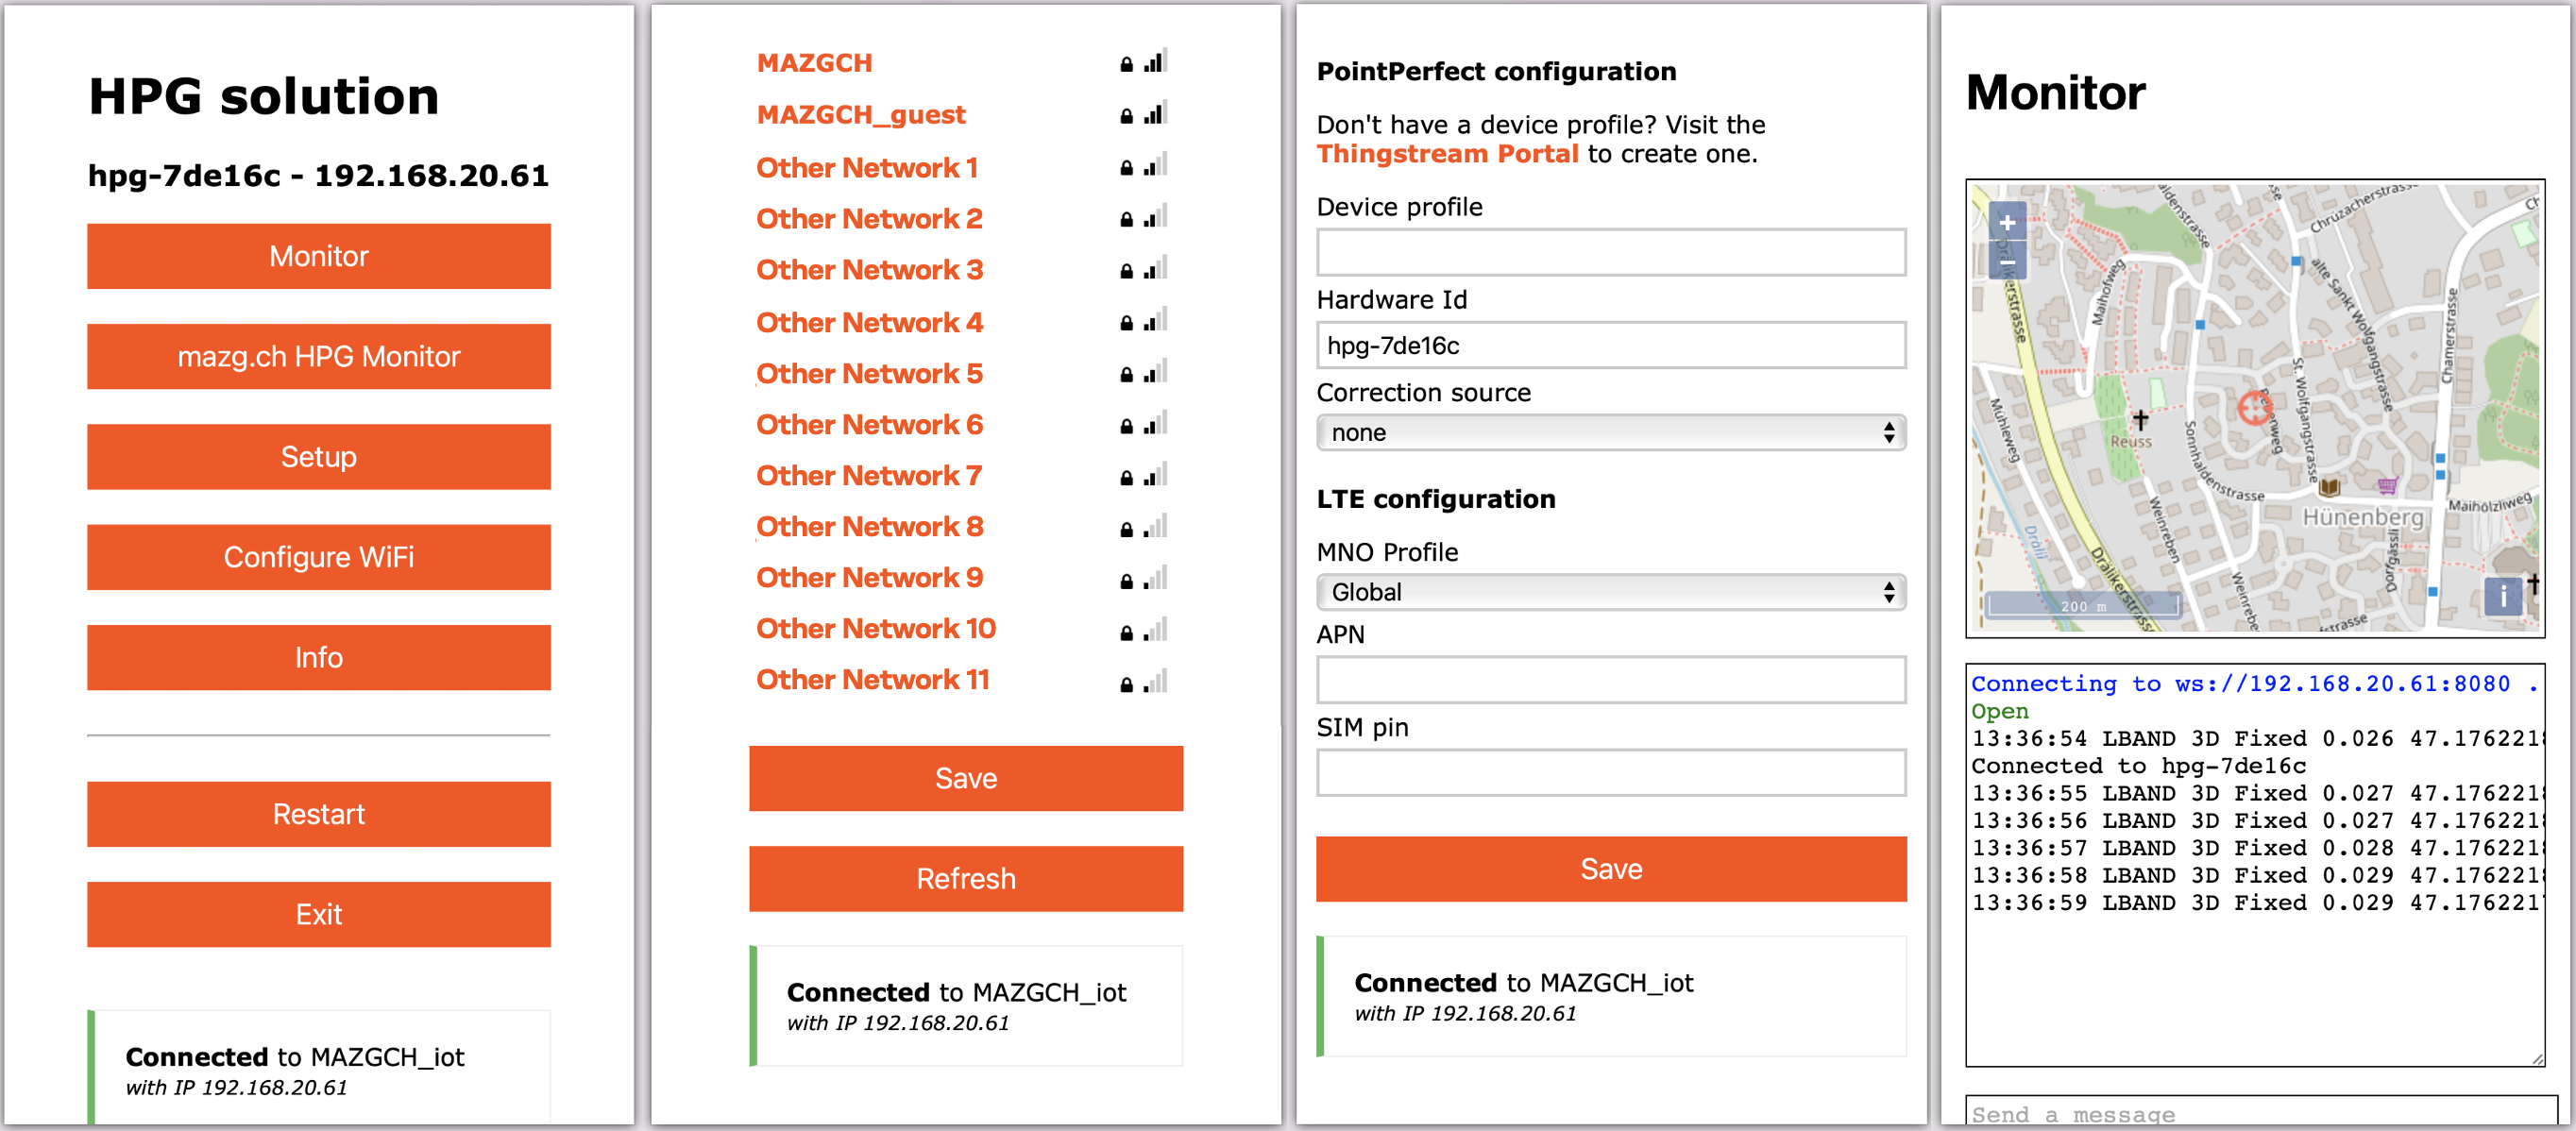 HPG solution
hpg-7de16c - 192.168.20.61
Monitor
mazg.ch HPG Monitor
Setup
Configure WiFi
Info
Restart
Exit
Connected to MAZGCH_iot
with IP 192.168.20.61
MAZGCH
MAZGCH_guest
Other Network 1
Other Network 2
Other Network 3
Other Network 4
Other Network 5
Other Network 6
Other Network 7
Other Network 8
Other Network 9
Other Network 10
Other Network 11
Save
Refresh
Connected to MAZGCH_iot
with IP 192.168.20.61
PointPerfect configuration
Don't have a device profile? Visit the
Thingstream Portal to create one.
Device profile
Hardware Id
hpg-7de16c
Correction source
none
LTE configuration
MNO Profile
Global
APN
SIM pin
Save
Connected to MAZGCH_iot
with IP 192.168.20.61
Monitor
+
−
Chruzacherstrasse
Maihofweg
alte Sankt Wolfgangstrasse
Chamerstrasse
St. Wolfgangstrasse
Mühleweg
Reuss
Sonnhaldenstrasse
Weinreben
Maihölzliweg
Hünenberg
Drälikerstrasse
Dorfgässli
200 m
i
Connecting to ws://192.168.20.61:8080 .
Open
13:36:54 LBAND 3D Fixed 0.026 47.1762218
Connected to hpg-7de16c
13:36:55 LBAND 3D Fixed 0.027 47.1762218
13:36:56 LBAND 3D Fixed 0.027 47.1762218
13:36:57 LBAND 3D Fixed 0.028 47.1762218
13:36:58 LBAND 3D Fixed 0.029 47.1762218
13:36:59 LBAND 3D Fixed 0.029 47.1762217
Send a message